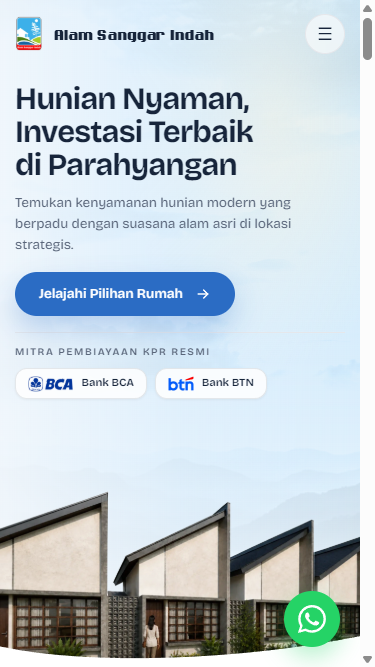 Alam Sanggar Indah
Hunian Nyaman,
Investasi Terbaik
di Parahyangan
Temukan kenyamanan hunian modern yang
berpadu dengan suasana alam asri di lokasi
strategis.
Jelajahi Pilihan Rumah →
MITRA PEMBIAYAAN KPR RESMI
BCA Bank BCA
btn Bank BTN